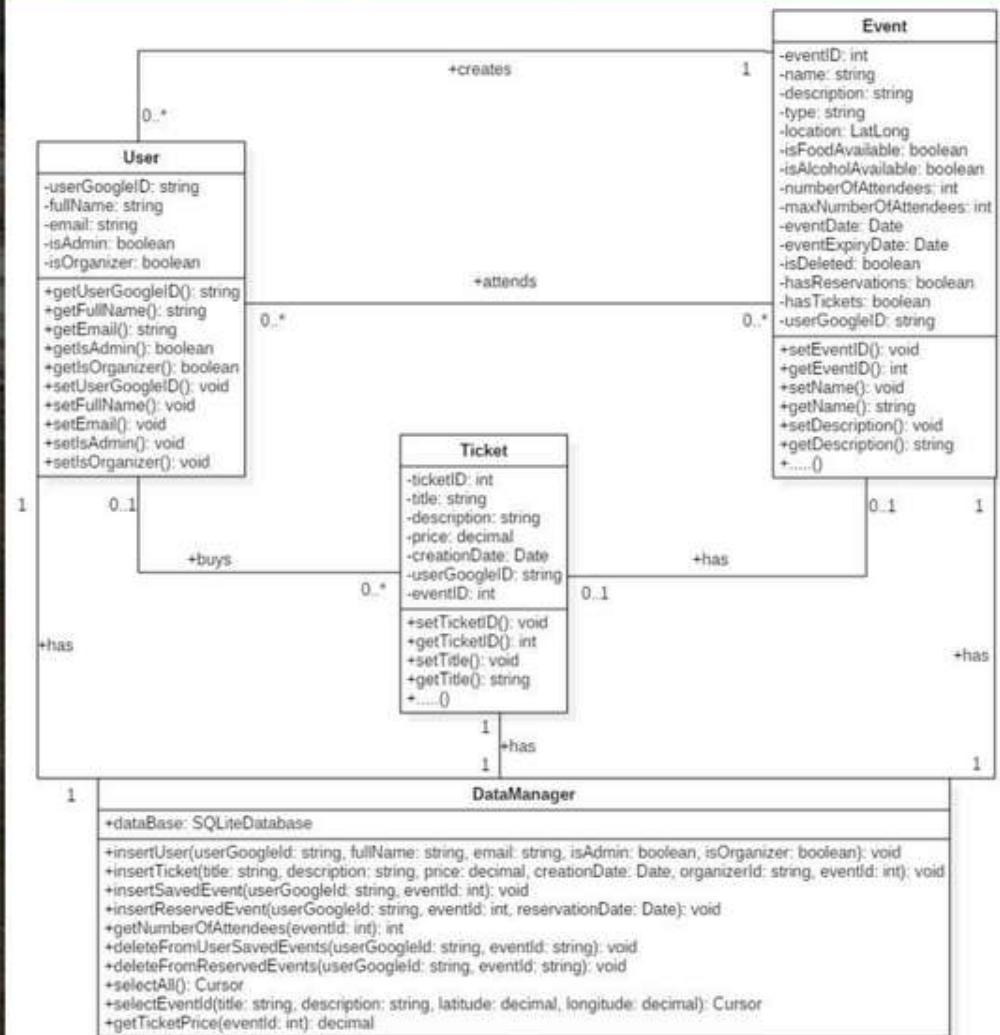 Event
-eventID: int
-name: string
-description: string
-type: string
-location: LatLong
-isFoodAvailable: boolean
-isAlcoholAvailable: boolean
-numberOfAttendees: int
-maxNumberOfAttendees: int
-eventDate: Date
-eventExpiryDate: Date
-isDeleted: boolean
-hasReservations: boolean
-hasTickets: boolean
-userGoogleID: string
+setEventID(): void
+getEventID(): int
+setName(): void
+getName(): string
+setDescription(): void
+getDescription(): string
+.....()
+creates
1
0..*
User
-userGoogleID: string
-fullName: string
-email: string
-isAdmin: boolean
-isOrganizer: boolean
+getUserGoogleID(): string
+getFullName(): string
+getEmail(): string
+getIsAdmin(): boolean
+getIsOrganizer(): boolean
+setUserGoogleID(): void
+setFullName(): void
+setEmail(): void
+setIsAdmin(): void
+setIsOrganizer(): void
+attends
0..*
0..*
Ticket
-ticketID: int
-title: string
-description: string
-price: decimal
-creationDate: Date
-userGoogleID: string
-eventID: int
+setTicketID(): void
+getTicketID(): int
+setTitle(): void
+getTitle(): string
+.....()
1
0..1
+buys
0..*
0..1
1
+has
0..1
+has
+has
1
+has
1
1
1
DataManager
+dataBase: SQLiteDatabase
+insertUser(userGoogleId: string, fullName: string, email: string, isAdmin: boolean, isOrganizer: boolean): void
+insertTicket(title: string, description: string, price: decimal, creationDate: Date, organizerId: string, eventId: int): void
+insertSavedEvent(userGoogleId: string, eventId: int): void
+insertReservedEvent(userGoogleId: string, eventId: int, reservationDate: Date): void
+getNumberOfAttendees(eventId: int): int
+deleteFromUserSavedEvents(userGoogleId: string, eventId: string): void
+deleteFromReservedEvents(userGoogleId: string, eventId: string): void
+selectAll(): Cursor
+selectEventId(title: string, description: string, latitude: decimal, longitude: decimal): Cursor
+getTicketPrice(eventId: int): decimal